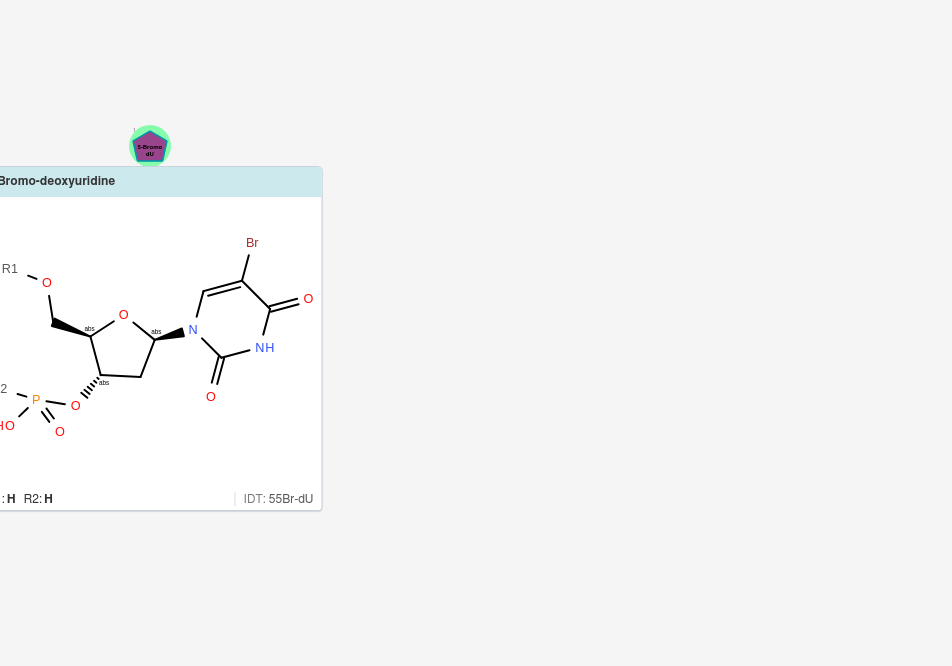 5-Bromo
dU
Bromo-deoxyuridine
Br
R1
O
O
O
abs
abs
N
NH
abs
2
P
O
O
HO
O
: H R2: H
IDT: 55Br-dU